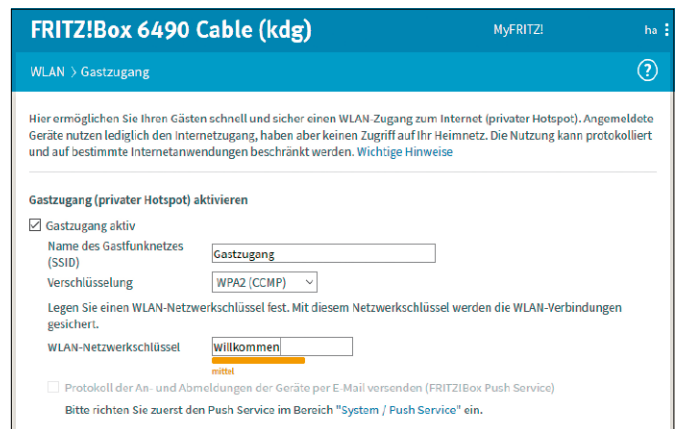 FRITZ!Box 6490 Cable (kdg)
MyFRITZ!
ha
WLAN > Gastzugang
?
Hier ermöglichen Sie Ihren Gästen schnell und sicher einen WLAN-Zugang zum Internet (privater Hotspot). Angemeldete
Geräte nutzen lediglich den Internetzugang, haben aber keinen Zugriff auf Ihr Heimnetz. Die Nutzung kann protokolliert
und auf bestimmte Internetanwendungen beschränkt werden. Wichtige Hinweise
Gastzugang (privater Hotspot) aktivieren
Gastzugang aktiv
Name des Gastfunknetzes
(SSID)
Gastzugang
Verschlüsselung
WPA2 (CCMP)
Legen Sie einen WLAN-Netzwerkschlüssel fest. Mit diesem Netzwerkschlüssel werden die WLAN-Verbindungen
gesichert.
WLAN-Netzwerkschlüssel
Willkommen
mittel
Protokoll der An- und Abmeldungen der Geräte per E-Mail versenden (FRITZ!Box Push Service)
Bitte richten Sie zuerst den Push Service im Bereich "System / Push Service" ein.